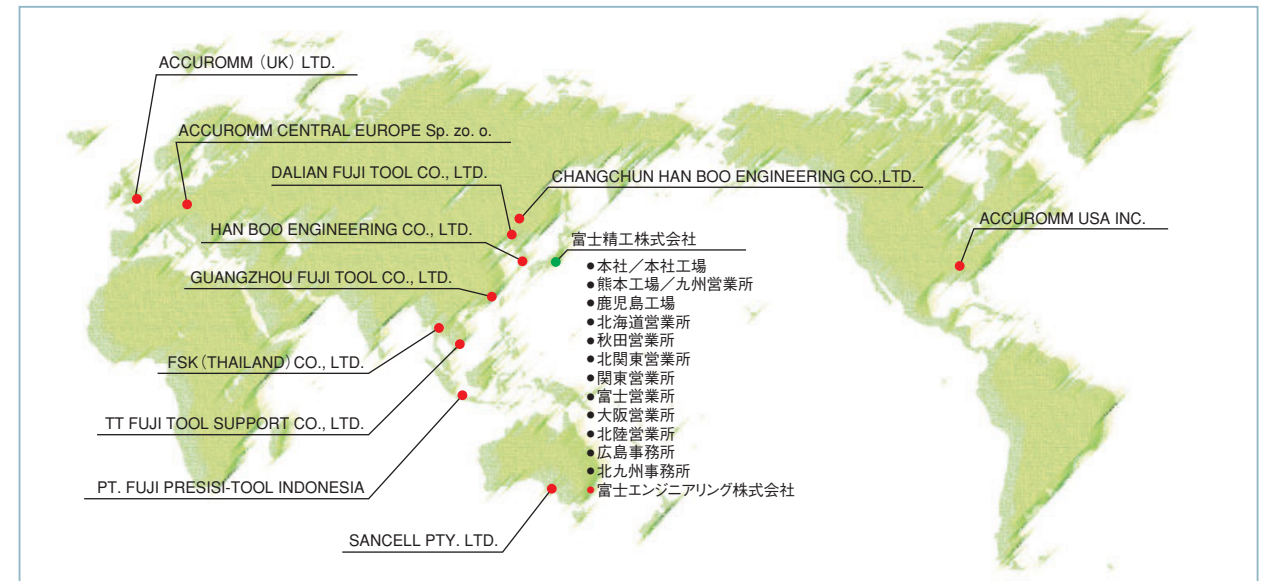 ACCUROMM (UK) LTD.
ACCUROMM CENTRAL EUROPE Sp. zo. o.
DALIAN FUJI TOOL CO., LTD.
CHANGCHUN HAN BOO ENGINEERING CO.,LTD.
ACCUROMM USA INC.
HAN BOO ENGINEERING CO., LTD.
富士精工株式会社
●本社/本社工場
●熊本工場/九州営業所
●鹿児島工場
●北海道営業所
●秋田営業所
●北関東営業所
●関東営業所
●富士営業所
●大阪営業所
●北陸営業所
●広島事務所
●北九州事務所
●富士エンジニアリング株式会社
GUANGZHOU FUJI TOOL CO., LTD.
FSK(THAILAND)CO., LTD.
TT FUJI TOOL SUPPORT CO., LTD.
PT. FUJI PRESISI-TOOL INDONESIA
SANCELL PTY. LTD.